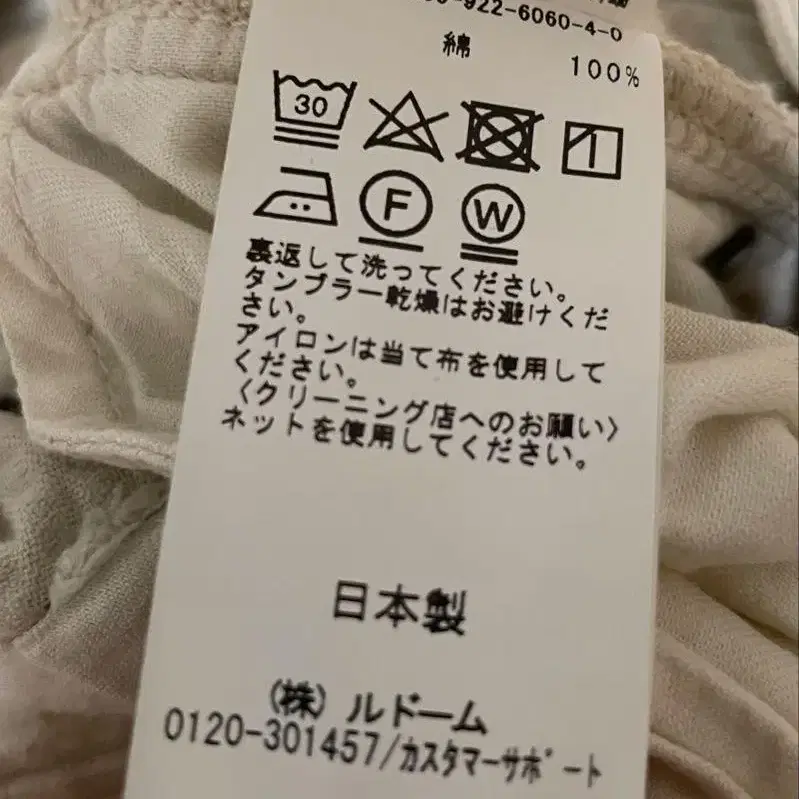 -922-6060-4-0
綿 100%
30
F W
裏返して洗ってください。
タンブラー乾燥はお避けくだ
さい。
アイロンは当て布を使用して
ください。
〈クリーニング店へのお願い〉
ネットを使用してください。
日本製
(株) ルドーム
0120-301457/カスタマーサポート